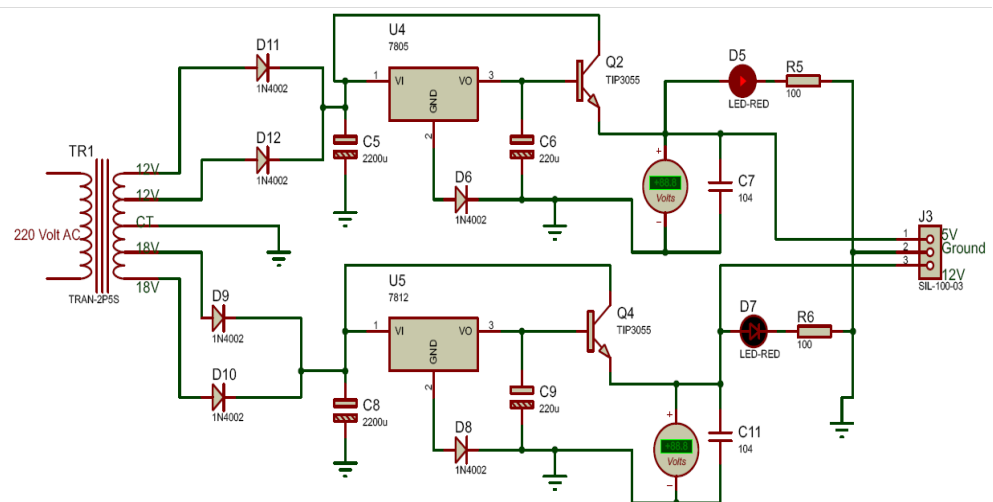 U4
7805
D11
1N4002
1
VI
VO
3
GND
2
Q2
TIP3055
D5
LED-RED
R5
100
D12
1N4002
C5
2200u
C6
220u
TR1
12V
12V
CT
18V
18V
220 Volt AC
TRAN-2P5S
D6
1N4002
+88.8
Volts
+
−
C7
104
J3
1
2
3
5V
Ground
12V
SIL-100-03
D9
1N4002
D10
1N4002
U5
7812
1
VI
VO
3
GND
2
Q4
TIP3055
D7
LED-RED
R6
100
C8
2200u
C9
220u
D8
1N4002
+88.8
Volts
+
−
C11
104